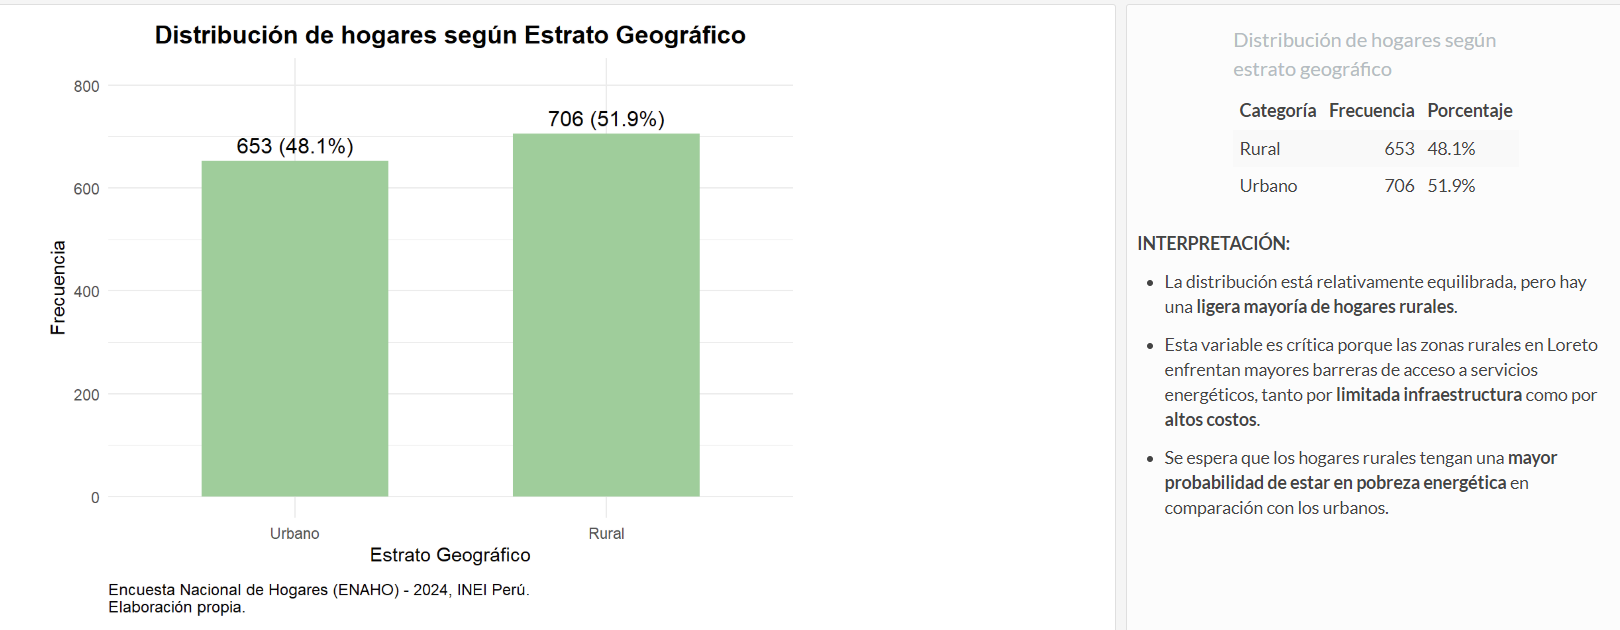 Distribución de hogares según Estrato Geográfico
800
600
400
200
0
Frecuencia
653 (48.1%)
706 (51.9%)
Urbano
Rural
Estrato Geográfico
Encuesta Nacional de Hogares (ENAHO) - 2024, INEI Perú.
Elaboración propia.
Distribución de hogares según
estrato geográfico
Categoría Frecuencia Porcentaje
Rural 653 48.1%
Urbano 706 51.9%
INTERPRETACIÓN:
• La distribución está relativamente equilibrada, pero hay
una ligera mayoría de hogares rurales.
• Esta variable es crítica porque las zonas rurales en Loreto
enfrentan mayores barreras de acceso a servicios
energéticos, tanto por limitada infraestructura como por
altos costos.
• Se espera que los hogares rurales tengan una mayor
probabilidad de estar en pobreza energética en
comparación con los urbanos.